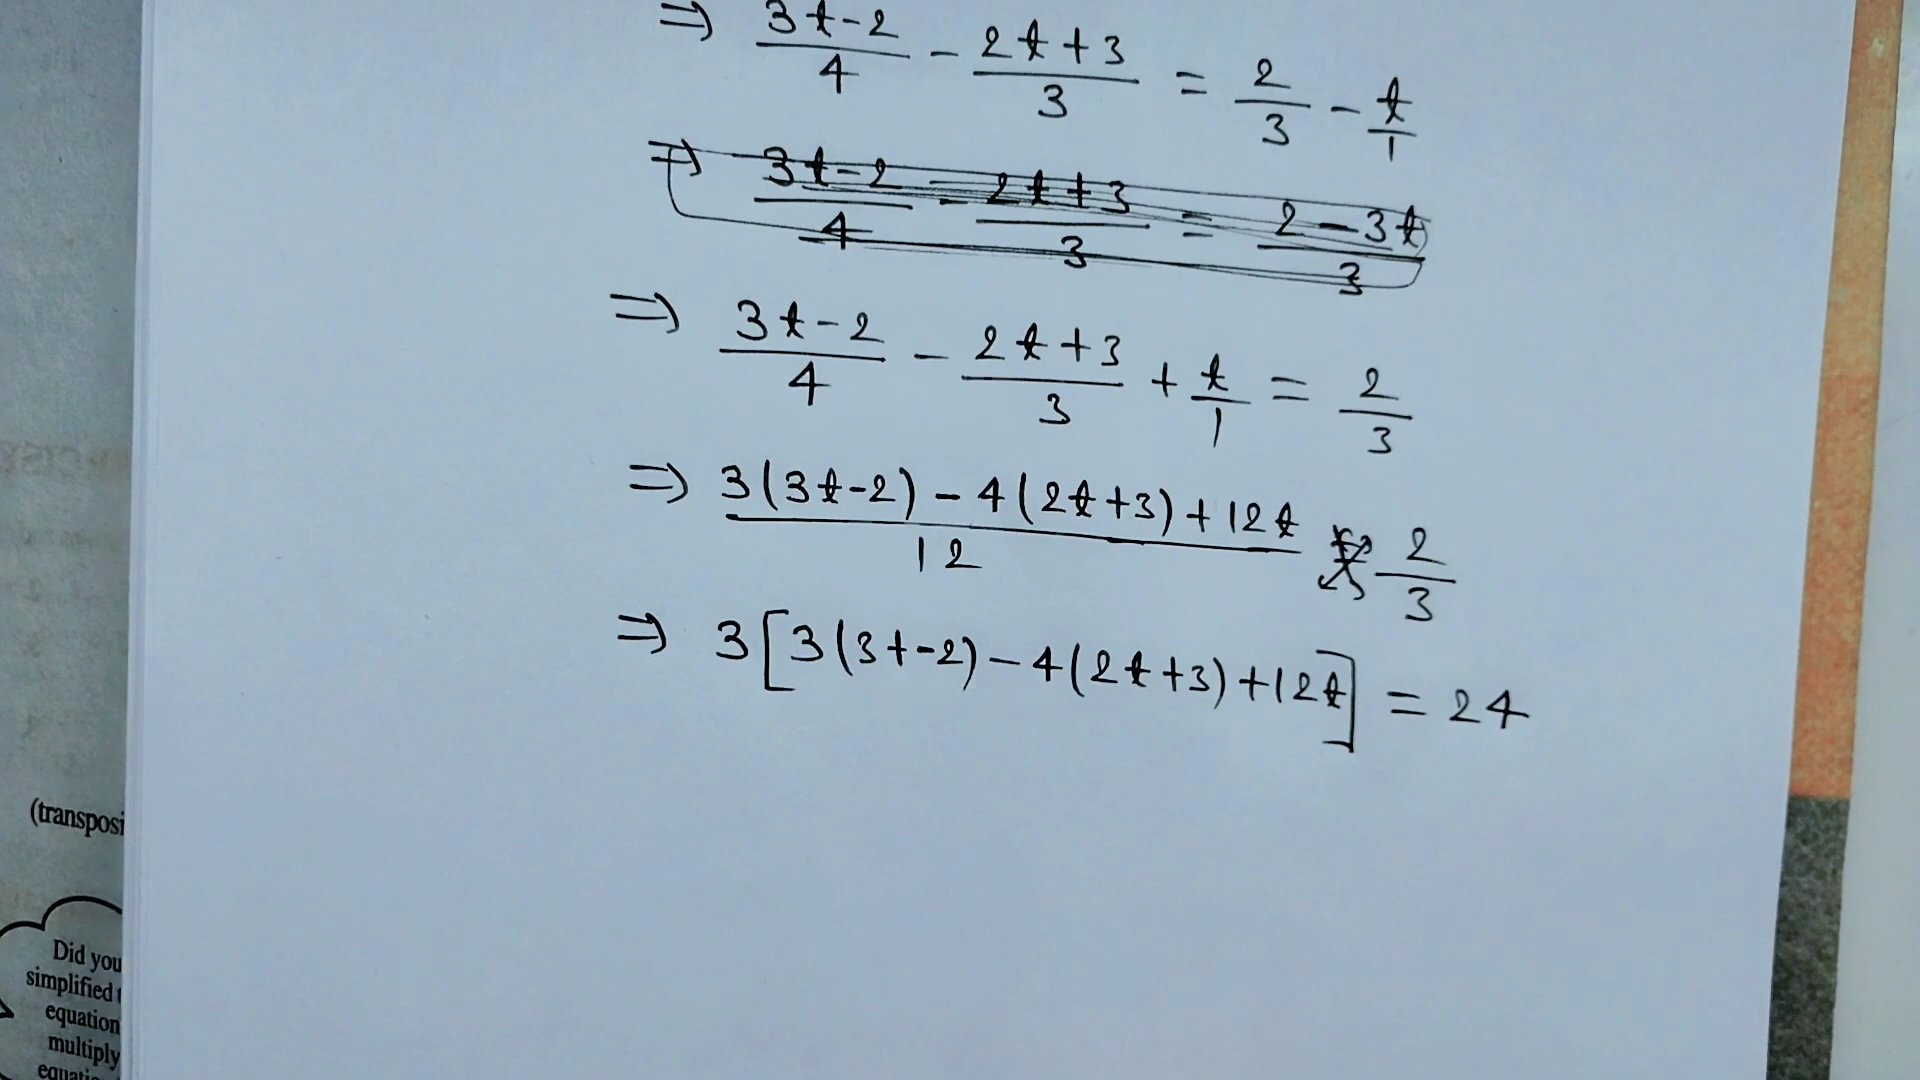 ⇒ (3t-2)/4 - (2t+3)/3 = 2/3 - t/1
⇒ (3t-2)/4 - (2t+3)/3 = (2-3t)/3
⇒ (3t-2)/4 - (2t+3)/3 + t/1 = 2/3
⇒ (3(3t-2) - 4(2t+3) + 12t)/12 = 2/3
⇒ 3[3(3t-2) - 4(2t+3) + 12t] = 24
(transposi
Did you
simplified
equation
multiply